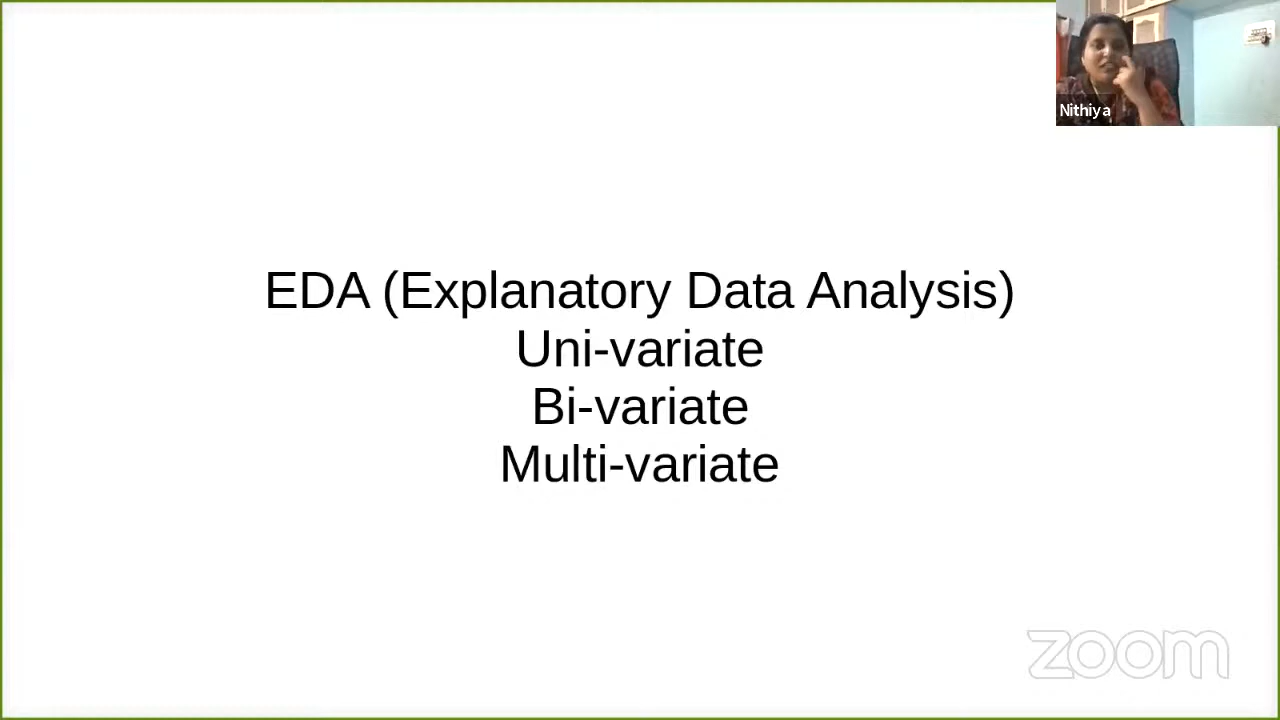 Nithiya
EDA (Explanatory Data Analysis)
Uni-variate
Bi-variate
Multi-variate
zoom